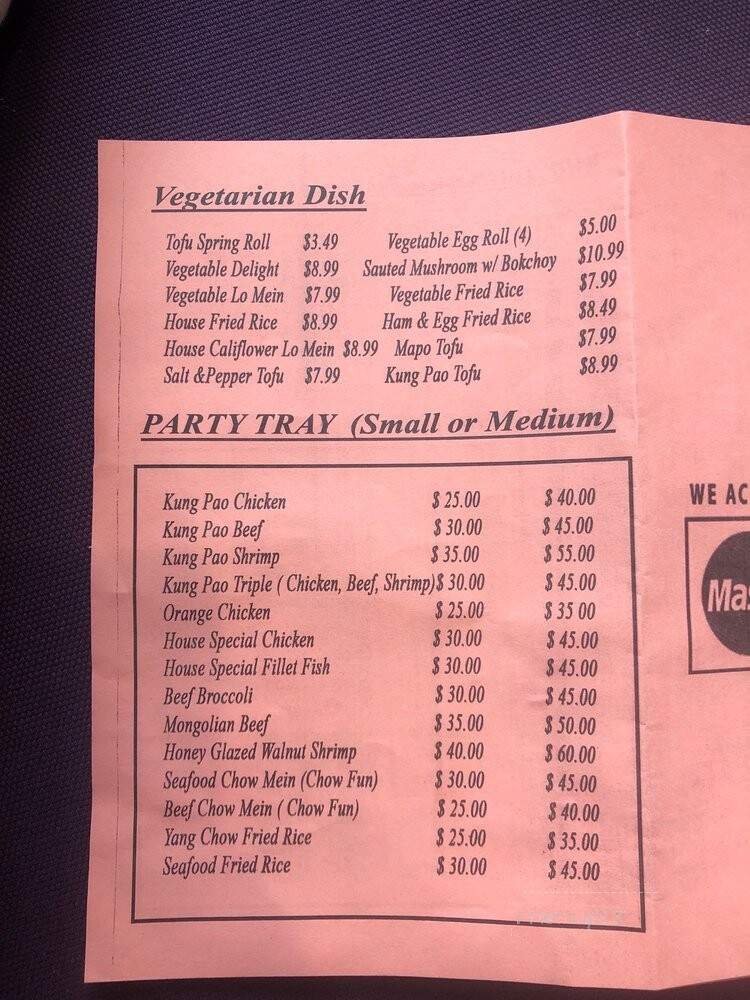 Vegetarian Dish
Tofu Spring Roll $3.49 Vegetable Egg Roll (4) $5.00
Vegetable Delight $8.99 Sauted Mushroom w/ Bokchoy $10.99
Vegetable Lo Mein $7.99 Vegetable Fried Rice $7.99
House Fried Rice $8.99 Ham & Egg Fried Rice $8.49
House Califlower Lo Mein $8.99 Mapo Tofu $7.99
Salt &Pepper Tofu $7.99 Kung Pao Tofu $8.99
PARTY TRAY (Small or Medium)
Kung Pao Chicken $ 25.00 $ 40.00
Kung Pao Beef $ 30.00 $ 45.00
Kung Pao Shrimp $ 35.00 $ 55.00
Kung Pao Triple ( Chicken, Beef, Shrimp)$ 30.00 $ 45.00
Orange Chicken $ 25.00 $ 35 00
House Special Chicken $ 30.00 $ 45.00
House Special Fillet Fish $ 30.00 $ 45.00
Beef Broccoli $ 30.00 $ 45.00
Mongolian Beef $ 35.00 $ 50.00
Honey Glazed Walnut Shrimp $ 40.00 $ 60.00
Seafood Chow Mein (Chow Fun) $ 30.00 $ 45.00
Beef Chow Mein ( Chow Fun) $ 25.00 $ 40.00
Yang Chow Fried Rice $ 25.00 $ 35.00
Seafood Fried Rice $ 30.00 $ 45.00
WE AC
Mas